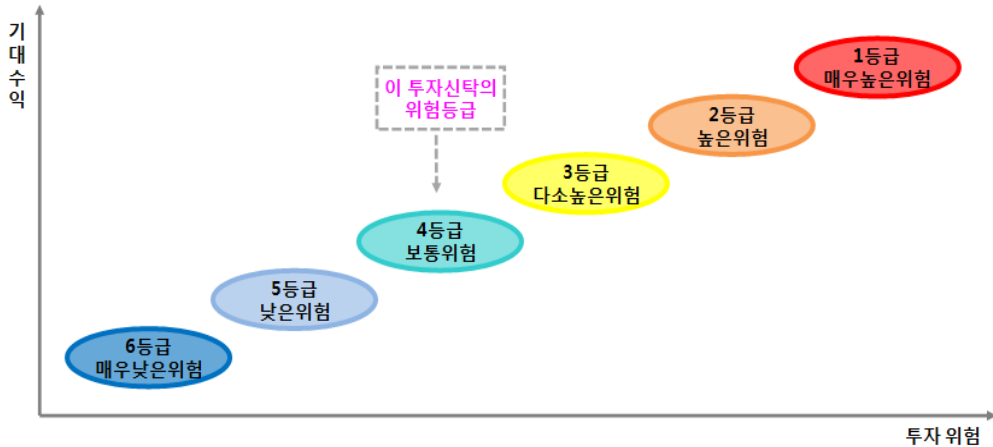 기대수익
1등급
매우높은위험
이 투자신탁의
위험등급
2등급
높은위험
3등급
다소높은위험
4등급
보통위험
5등급
낮은위험
6등급
매우낮은위험
투자 위험